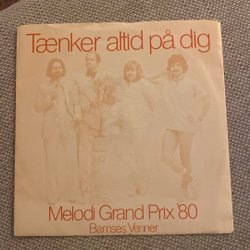 Tænker altid på dig
Melodi Grand Prix '80
Bamses Venner